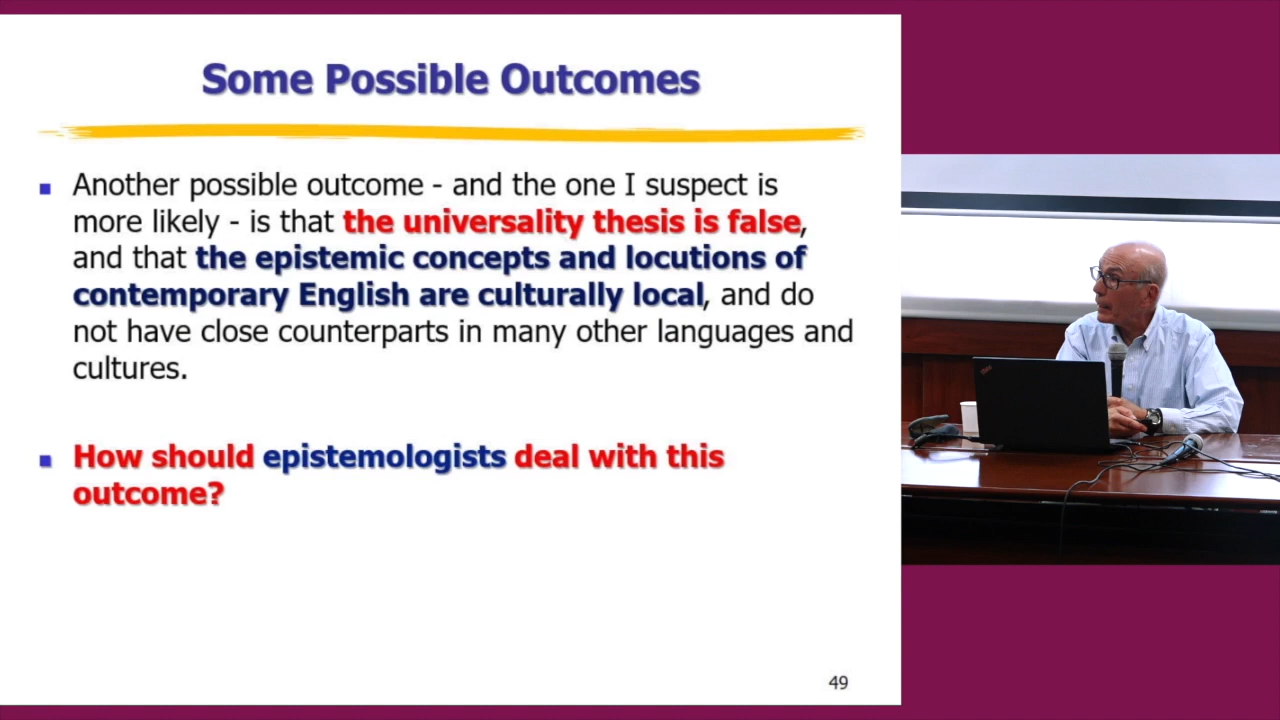 Some Possible Outcomes
Another possible outcome - and the one I suspect is
more likely - is that the universality thesis is false,
and that the epistemic concepts and locutions of
contemporary English are culturally local, and do
not have close counterparts in many other languages and
cultures.
How should epistemologists deal with this
outcome?
49